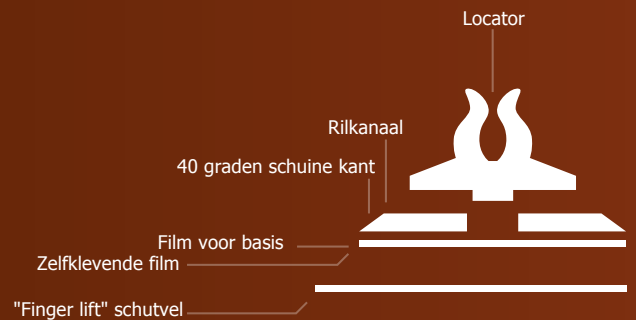 Locator
Rilkanaal
40 graden schuine kant
Film voor basis
Zelfklevende film
"Finger lift" schutvel